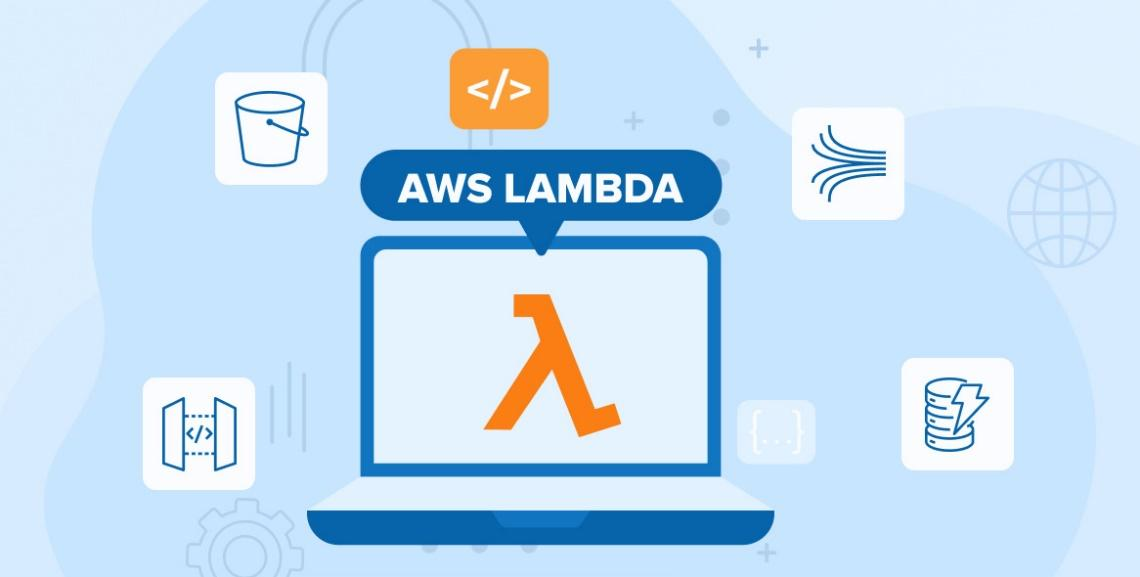 </>
AWS LAMBDA
λ
</>
{...}